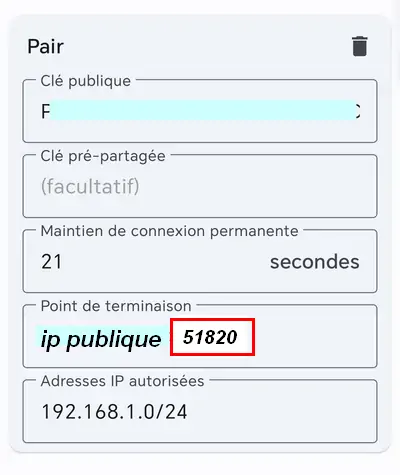 Pair
Clé publique
F
Clé pré-partagée
(facultatif)
Maintien de connexion permanente
21 secondes
Point de terminaison
ip publique 51820
Adresses IP autorisées
192.168.1.0/24